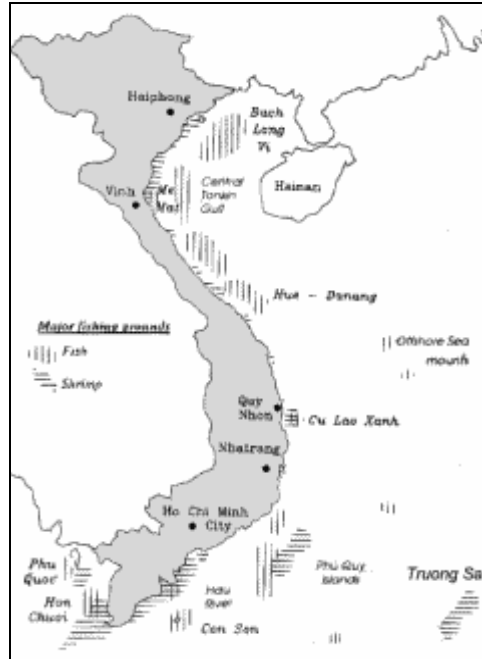 Haiphong
Bach
Long
Vi
Central
Tonkin
Gulf
Hainan
Vinh
Me
Mat
Hue - Danang
Major fishing grounds
Fish
Shrimp
Offshore Sea
mounts
Quy
Nhon
Cu Lao Xanh
Nhatrang
Ho Chi Minh
City
Phu
Quoc
Hon
Chuoi
Hau
River
Con Son
Phu Quy
Islands
Truong Sa